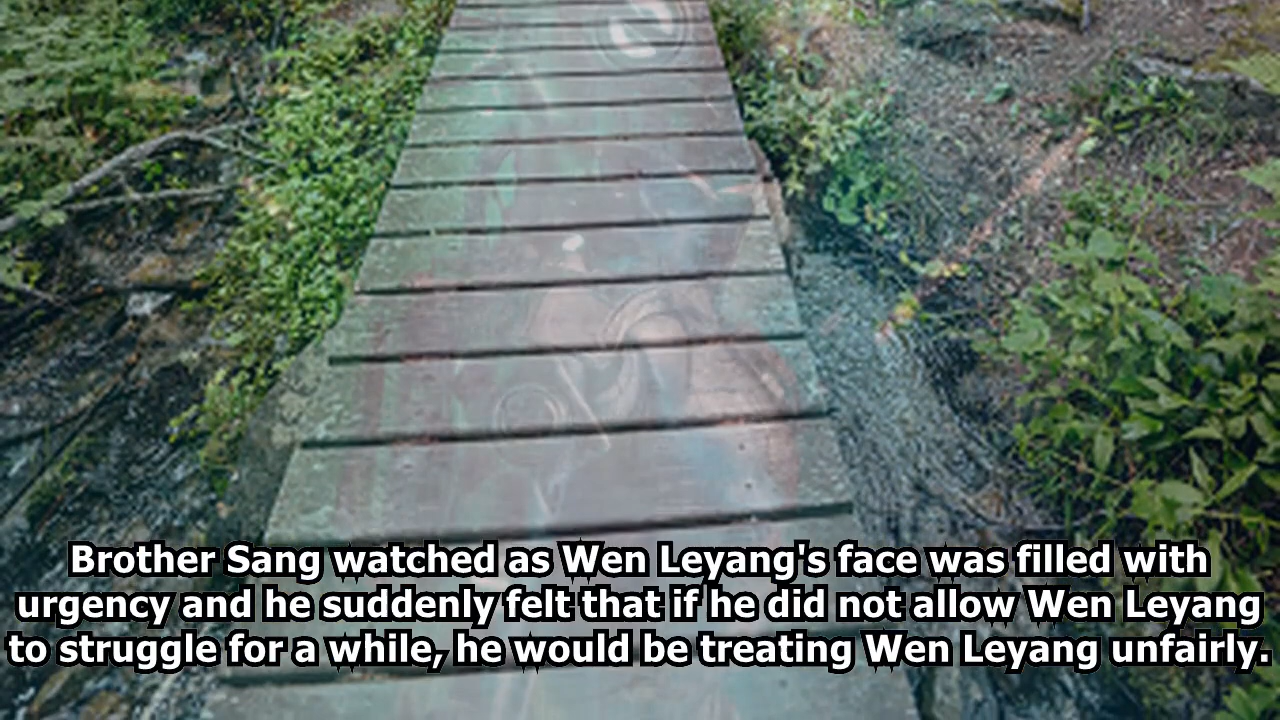 Brother Sang watched as Wen Leyang's face was filled with
urgency and he suddenly felt that if he did not allow Wen Leyang
to struggle for a while, he would be treating Wen Leyang unfairly.